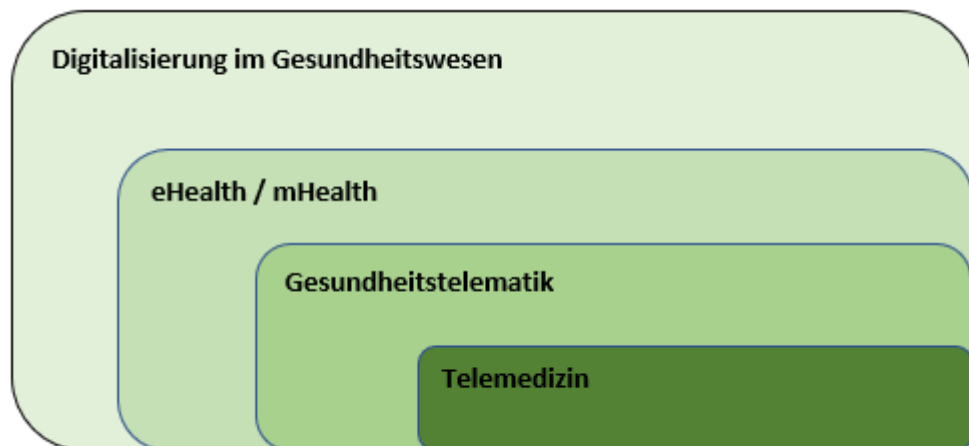 Digitalisierung im Gesundheitswesen
eHealth / mHealth
Gesundheitstelematik
Telemedizin